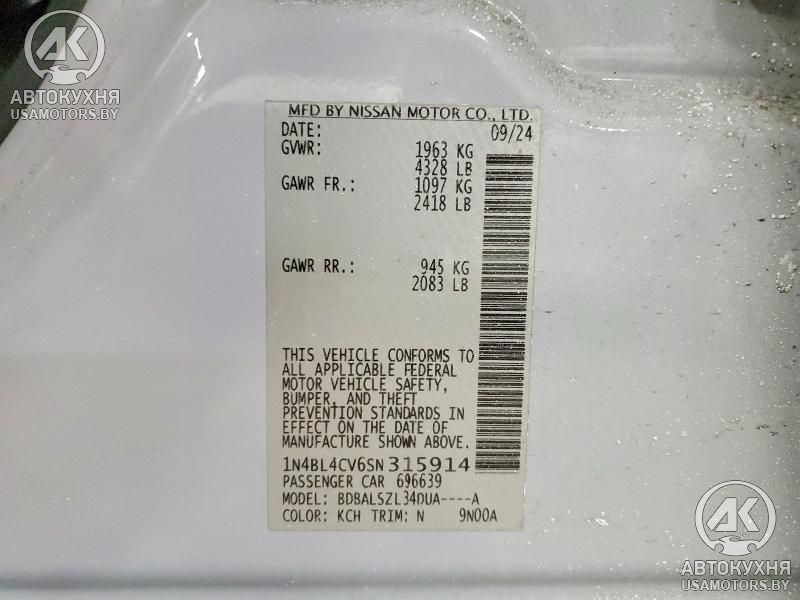 AK
АВТОКУХНЯ
USAMOTORS.BY
MFD BY NISSAN MOTOR CO., LTD.
DATE: 09/24
GVWR: 1963 KG
4328 LB
GAWR FR.: 1097 KG
2418 LB
GAWR RR.: 945 KG
2083 LB
THIS VEHICLE CONFORMS TO
ALL APPLICABLE FEDERAL
MOTOR VEHICLE SAFETY,
BUMPER, AND THEFT
PREVENTION STANDARDS IN
EFFECT ON THE DATE OF
MANUFACTURE SHOWN ABOVE.
1N4BL4CV6SN315914
PASSENGER CAR 696639
MODEL: BDBALSZL34DUA----A
COLOR: KCH TRIM: N 9N00A
AK
АВТОКУХНЯ
USAMOTORS.BY